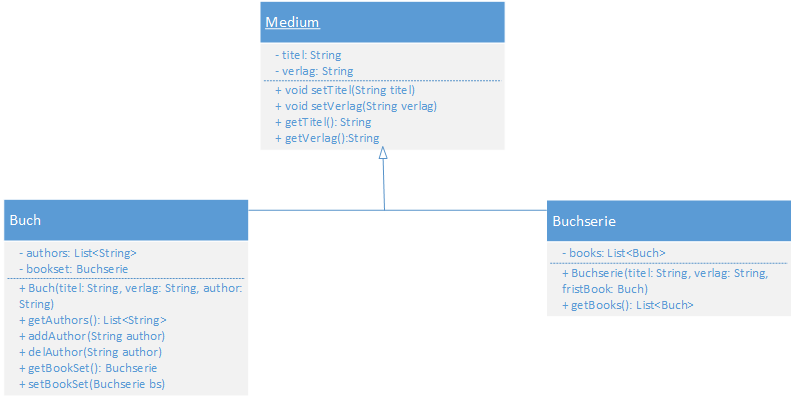 Medium
- titel: String
- verlag: String
+ void setTitel(String titel)
+ void setVerlag(String verlag)
+ getTitel(): String
+ getVerlag():String
Buch
- authors: List<String>
- bookset: Buchserie
+ Buch(titel: String, verlag: String, author:
String)
+ getAuthors(): List<String>
+ addAuthor(String author)
+ delAuthor(String author)
+ getBookSet(): Buchserie
+ setBookSet(Buchserie bs)
Buchserie
- books: List<Buch>
+ Buchserie(titel: String, verlag: String,
fristBook: Buch)
+ getBooks(): List<Buch>